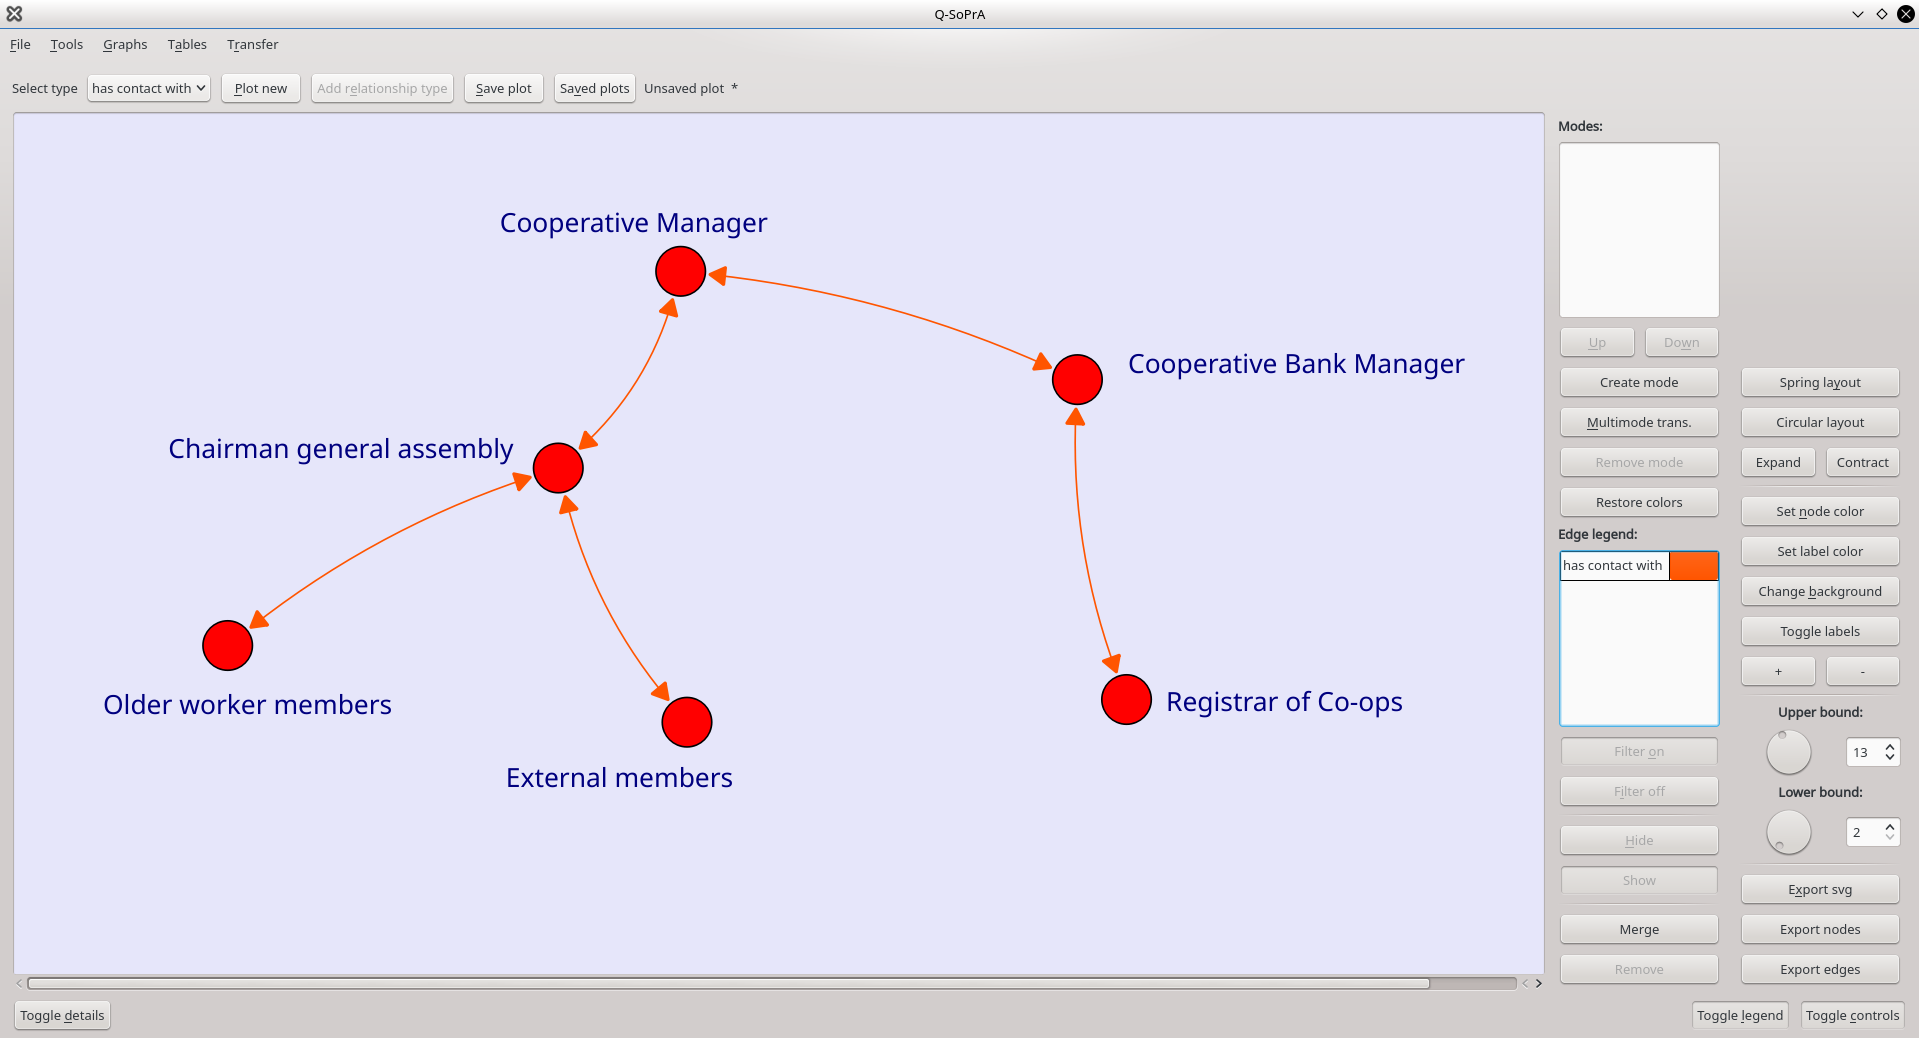 Q-SoPrA
File Tools Graphs Tables Transfer
Select type has contact with Plot new Add relationship type Save plot Saved plots Unsaved plot *
Modes:
Cooperative Manager
Up Down
Cooperative Bank Manager
Create mode Spring layout
Multimode trans. Circular layout
Chairman general assembly
Remove mode Expand Contract
Restore colors
Set node color
Edge legend:
Set label color
has contact with
Change background
Toggle labels
+ -
Older worker members
Registrar of Co-ops
Upper bound:
Filter on 13
External members
Filter off
Lower bound:
Hide 2
Show
Export svg
Merge Export nodes
Remove Export edges
Toggle details Toggle legend Toggle controls